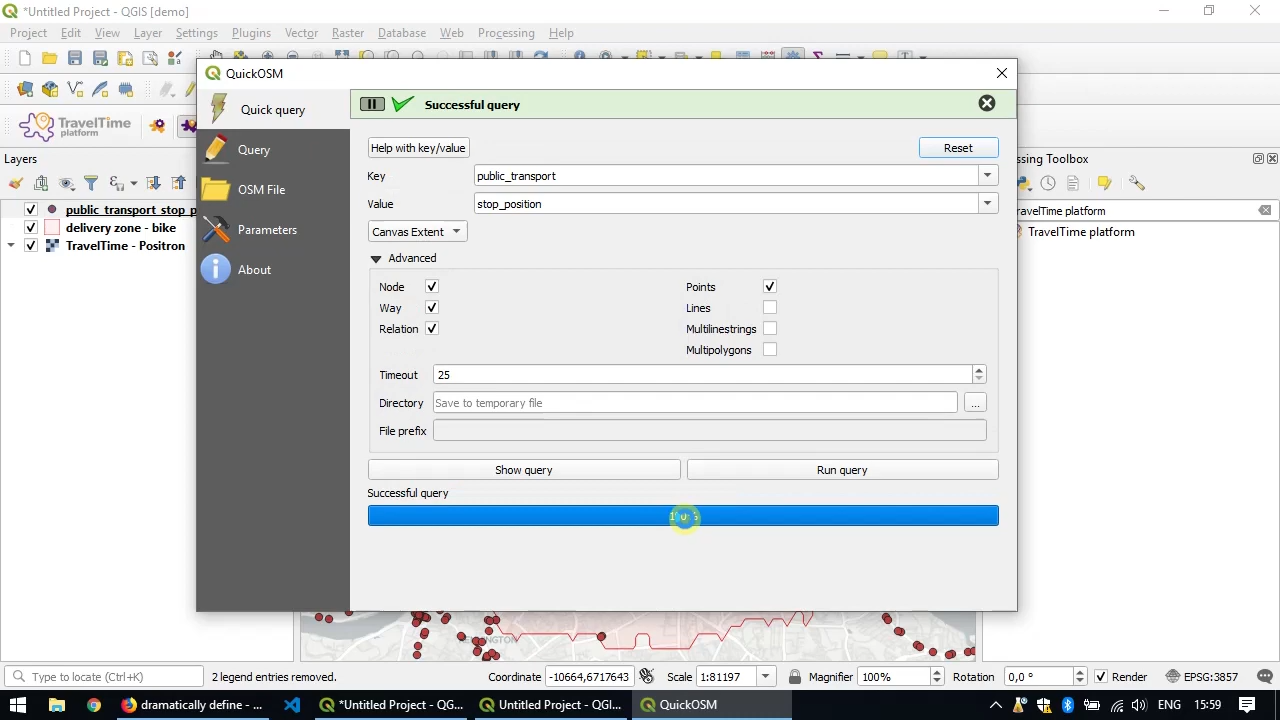 *Untitled Project - QGIS [demo]
Project Edit View Layer Settings Plugins Vector Raster Database Web Processing Help
QuickOSM
Quick query
Successful query
TravelTime
platform
Query
Help with key/value
Reset
Layers
ssing Toolbox
Key
public_transport
OSM File
Value
stop_position
public_transport_stop_p
ravelTime platform
delivery zone - bike
Parameters
Canvas Extent
TravelTime platform
TravelTime - Positron
About
Advanced
Node
Points
Way
Lines
Relation
Multilinestrings
Multipolygons
Timeout
25
Directory
Save to temporary file
...
File prefix
Show query
Run query
Successful query
Type to locate (Ctrl+K)
2 legend entries removed.
Coordinate
-10664,6717643
Scale
1:81197
Magnifier
100%
Rotation
0,0 °
Render
EPSG:3857
dramatically define - ...
*Untitled Project - QG...
Untitled Project - QGI...
QuickOSM
ENG
15:59